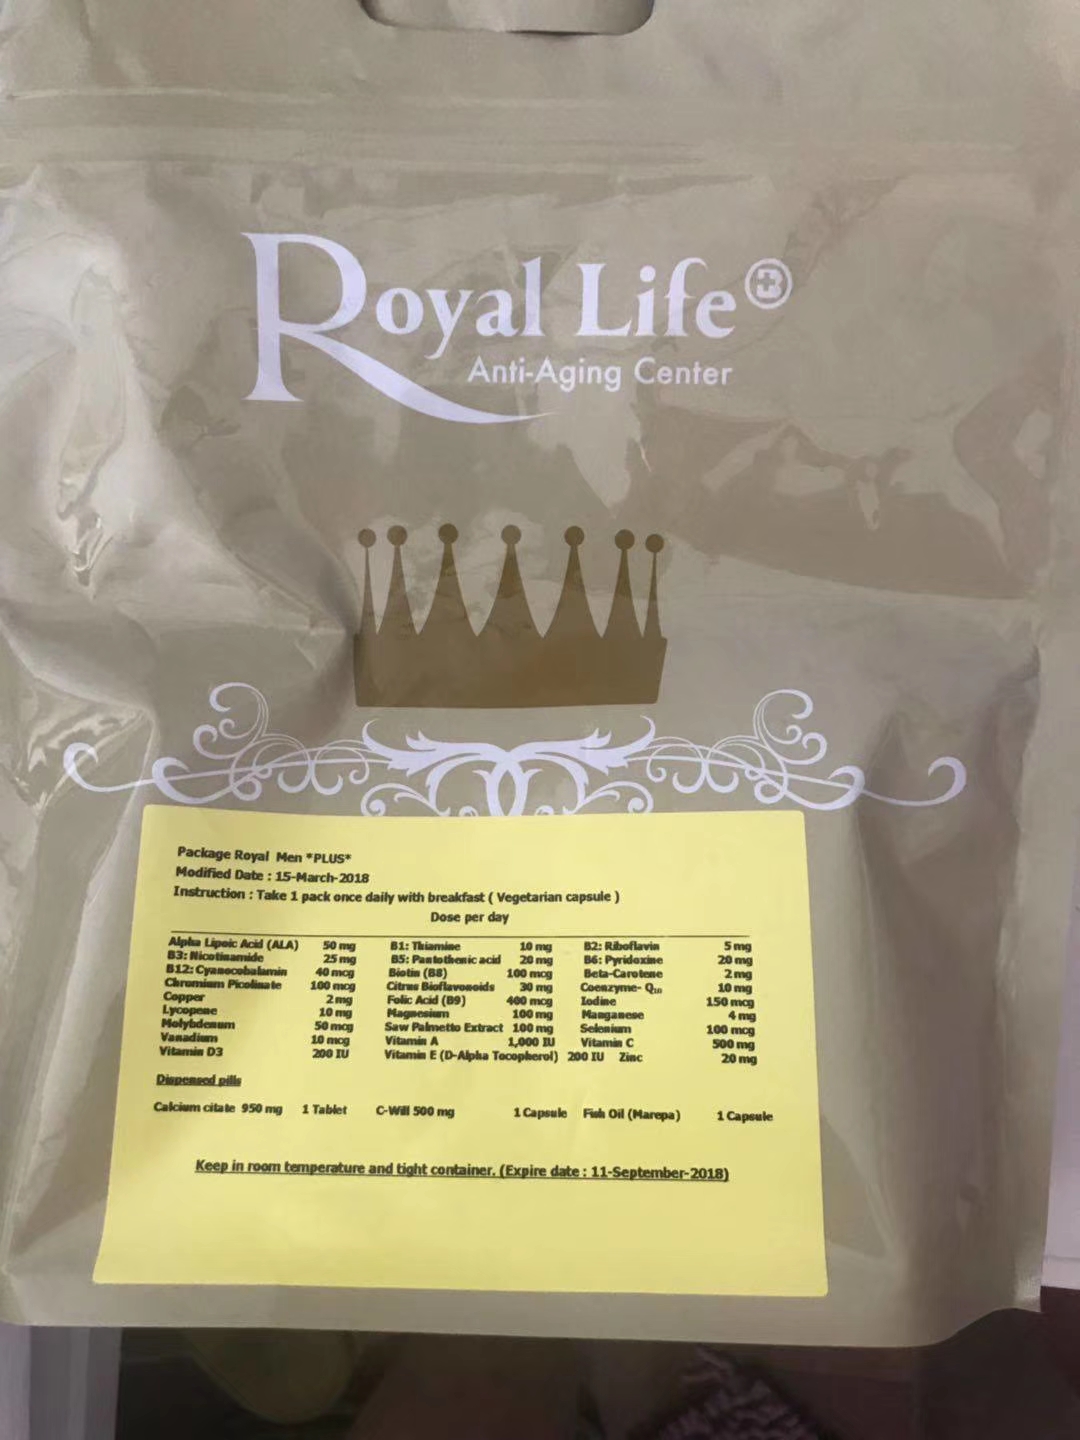 Royal Life
Anti-Aging Center
Package Royal Men *PLUS*
Modified Date : 15-March-2018
Instruction : Take 1 pack once daily with breakfast ( Vegetarian capsule )
Dose per day
Alpha Lipoic Acid (ALA) 50 mg B1: Thiamine 10 mg B2: Riboflavin 5 mg
B3: Nicotinamide 25 mg B5: Pantothenic acid 20 mg B6: Pyridoxine 20 mg
B12: Cyanocobalamin 40 mcg Biotin (B8) 100 mcg Beta-Carotene 2 mg
Chromium Picolinate 100 mcg Citrus Bioflavonoids 30 mg Coenzyme- Q₁₀ 10 mg
Copper 2 mg Folic Acid (B9) 400 mcg Iodine 150 mcg
Lycopene 10 mg Magnesium 100 mg Manganese 4 mg
Molybdenum 50 mcg Saw Palmetto Extract 100 mg Selenium 100 mcg
Vanadium 10 mcg Vitamin A 1,000 IU Vitamin C 500 mg
Vitamin D3 200 IU Vitamin E (D-Alpha Tocopherol) 200 IU Zinc 20 mg
Dispensed pills
Calcium citate 950 mg 1 Tablet C-Will 500 mg 1 Capsule Fish Oil (Marepa) 1 Capsule
Keep in room temperature and tight container. (Expire date : 11-September-2018)